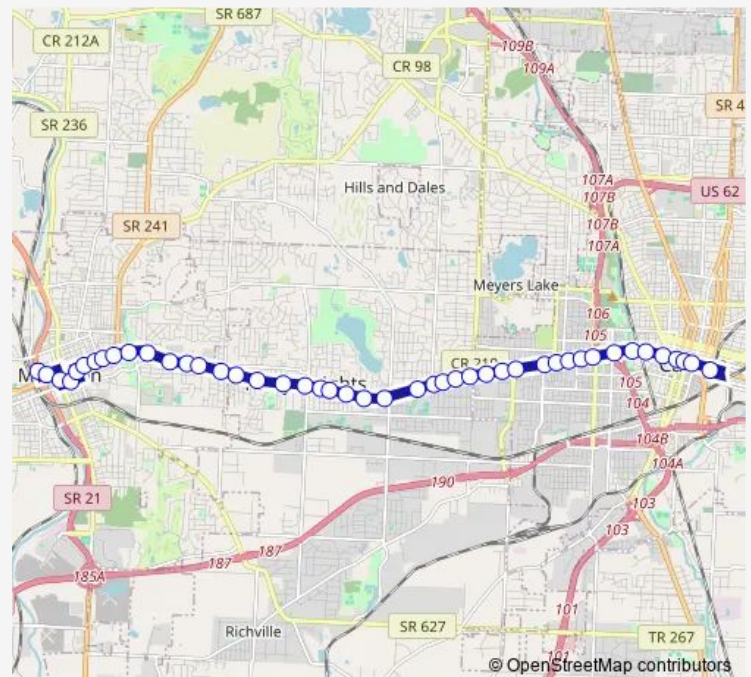 SR 687
CR 212A
109B
109A
CR 98
SR 4
SR 236
107A
Hills and Dales
107B
US 62
SR 241
107B
107A
Meyers Lake
106
105
CR 219
105
104
104B
104A
190
SR 21
103
187
103
187
185A
101
Richville
SR 627
TR 267
101
© OpenStreetMap contributors